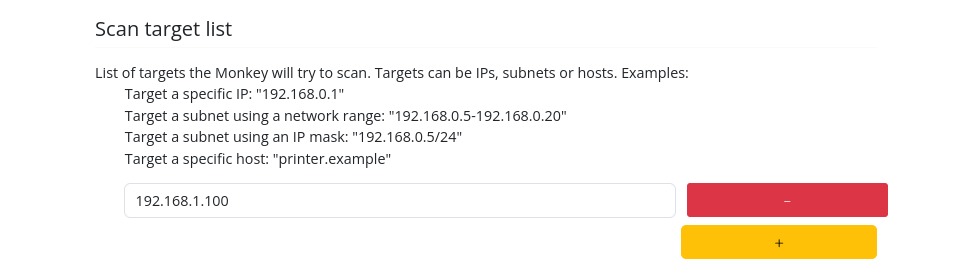 Scan target list
List of targets the Monkey will try to scan. Targets can be IPs, subnets or hosts. Examples:
Target a specific IP: "192.168.0.1"
Target a subnet using a network range: "192.168.0.5-192.168.0.20"
Target a subnet using an IP mask: "192.168.0.5/24"
Target a specific host: "printer.example"
192.168.1.100 –
+